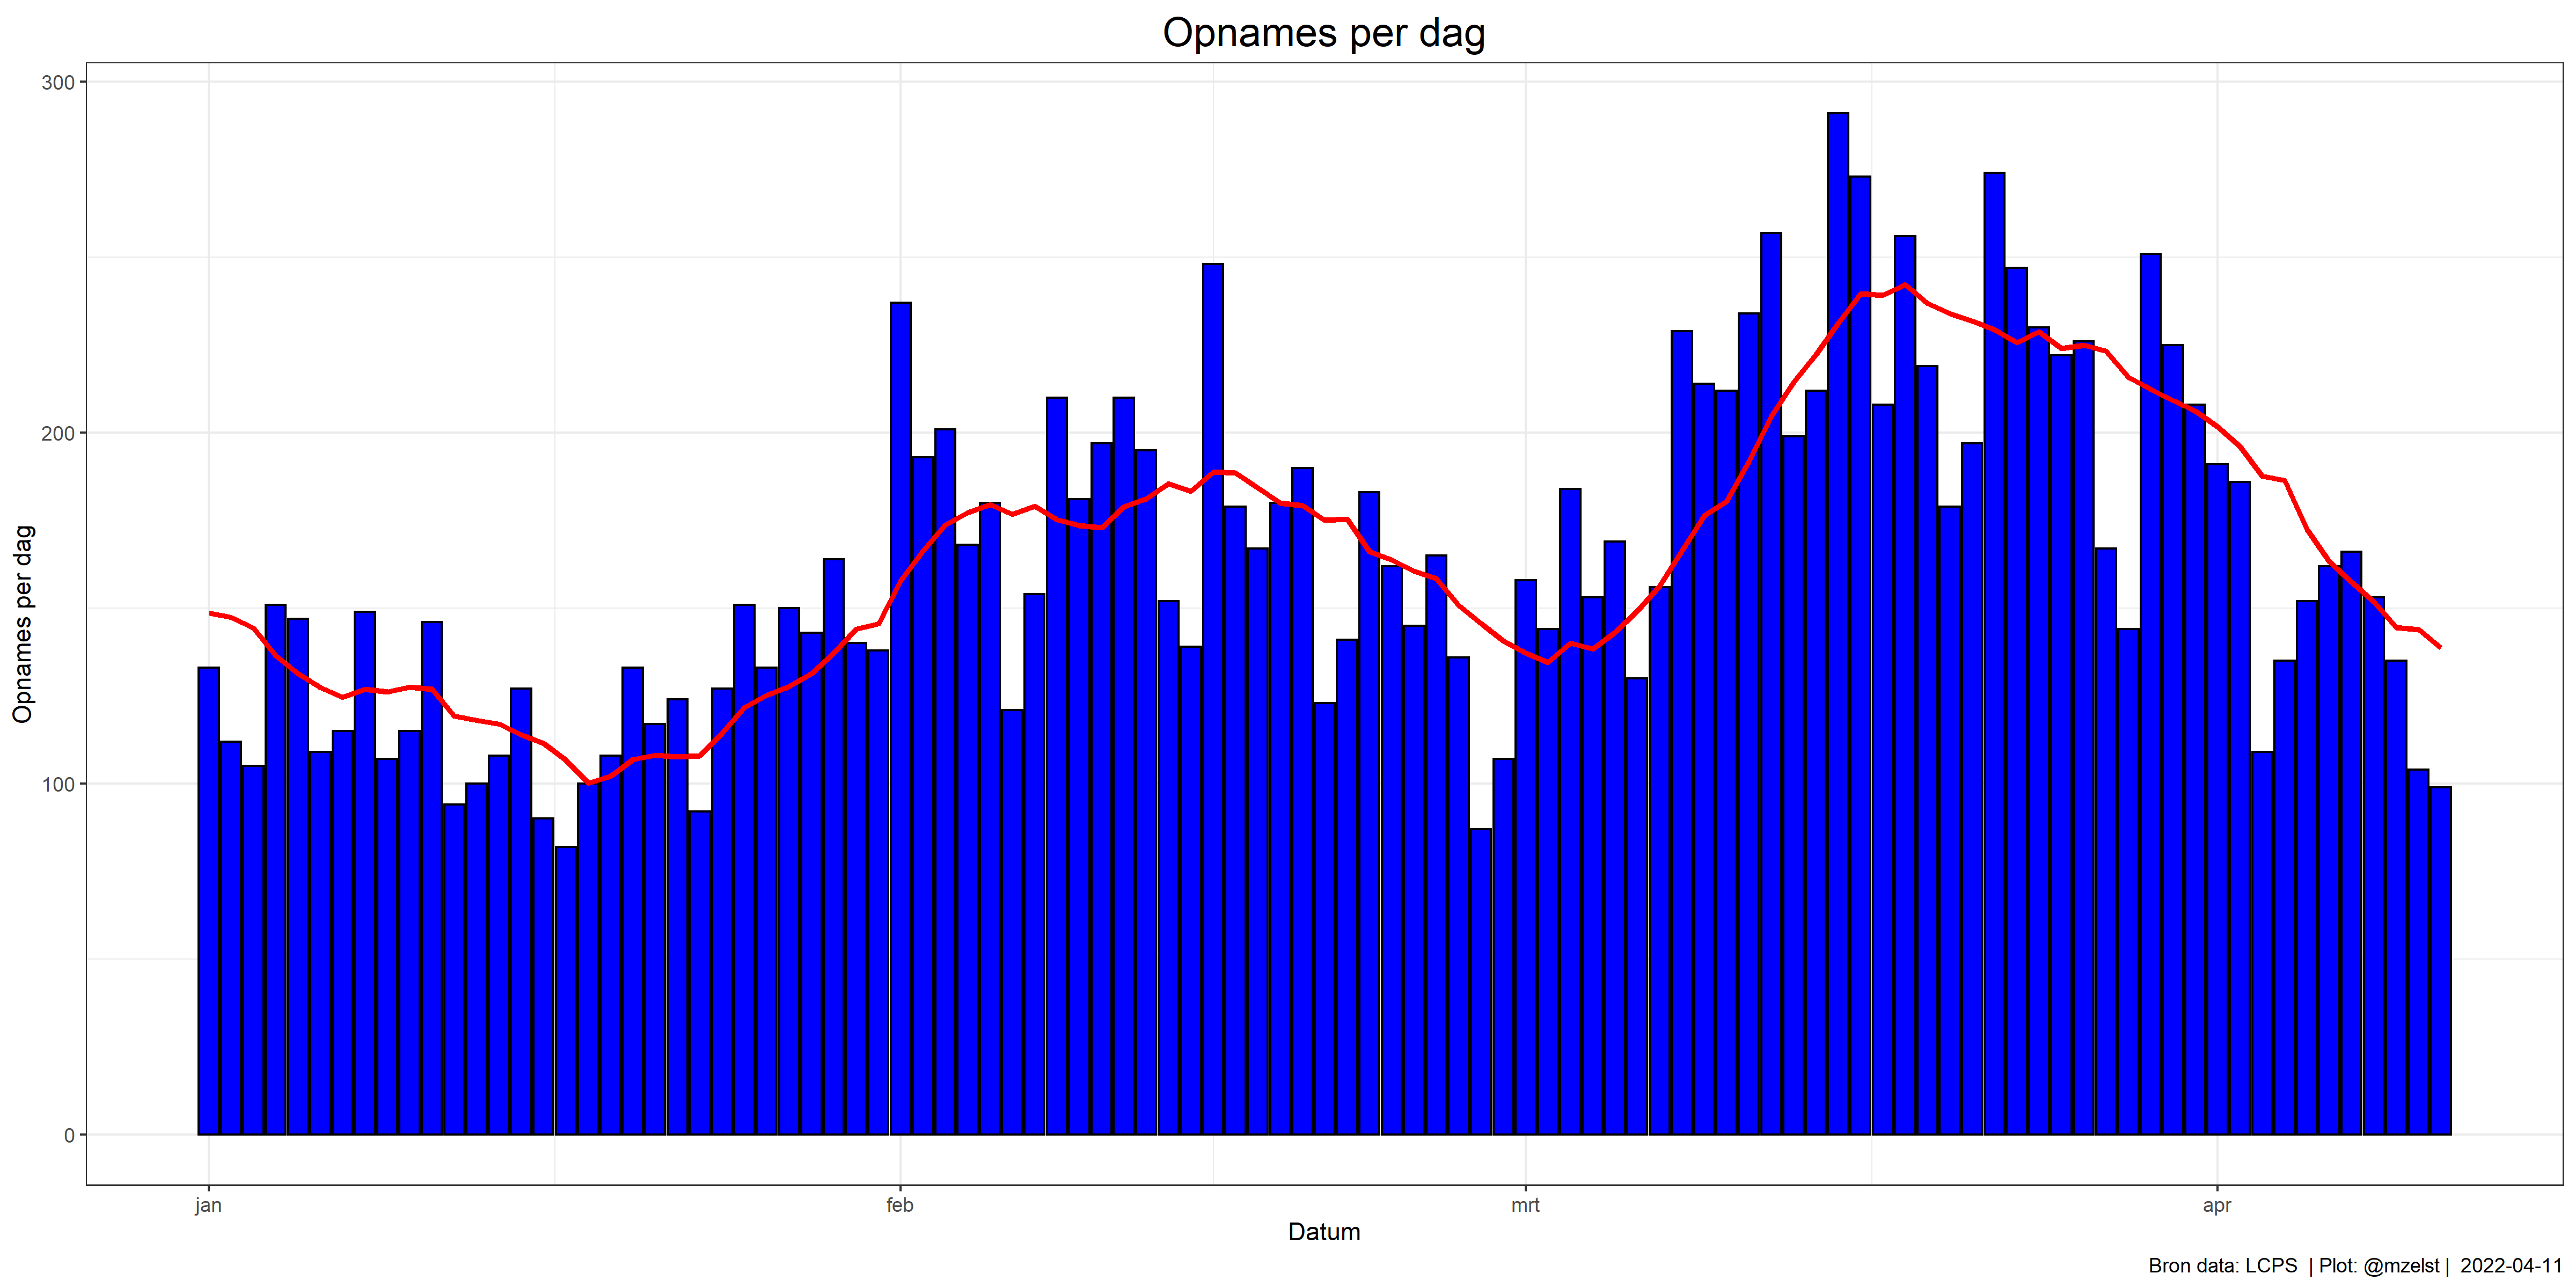 Opnames per dag
300
200
100
0
Opnames per dag
jan feb mrt apr
Datum
Bron data: LCPS | Plot: @mzelst | 2022-04-11